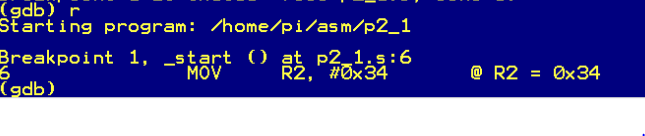 (gdb) r
Starting program: /home/pi/asm/p2_1
Breakpoint 1, _start () at p2_1.s:6
6 MOV R2, #0x34 @ R2 = 0x34
(gdb)